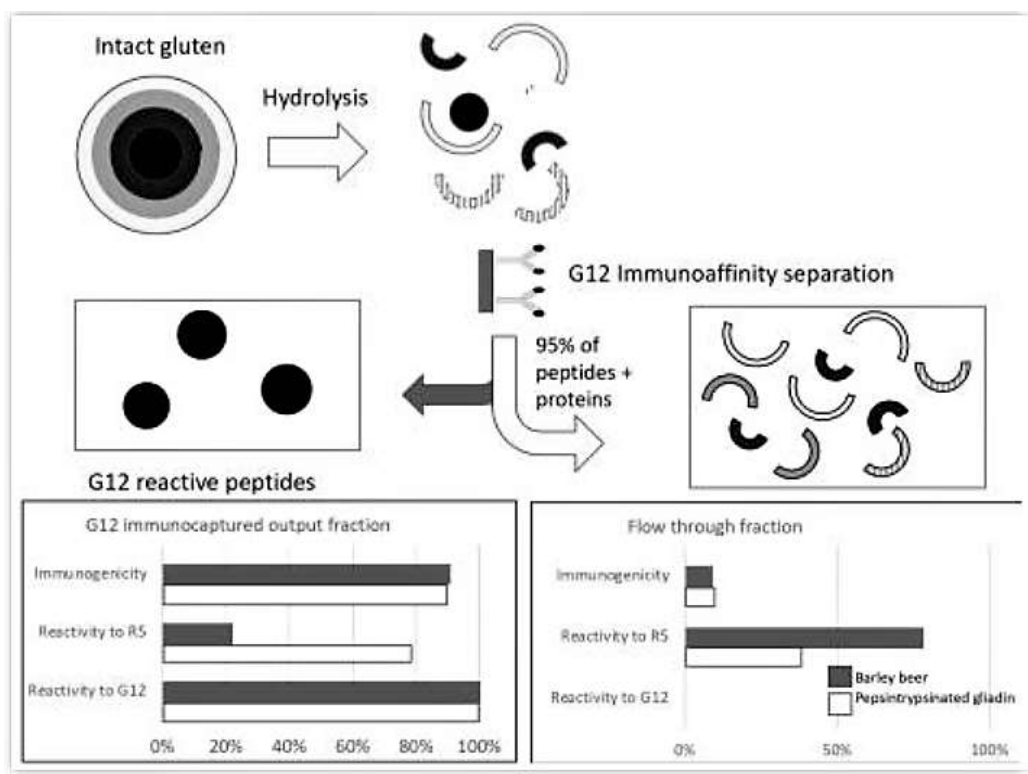 Intact gluten
Hydrolysis
G12 Immunoaffinity separation
95% of
peptides +
proteins
G12 reactive peptides
G12 immunocaptured output fraction
Immunogenicity
Reactivity to R5
Reactivity to G12
0% 20% 40% 60% 80% 100%
Flow through fraction
Immunogenicity
Reactivity to R5
Reactivity to G12
Barley beer
Pepsintrypsinated gliadin
0% 50% 100%